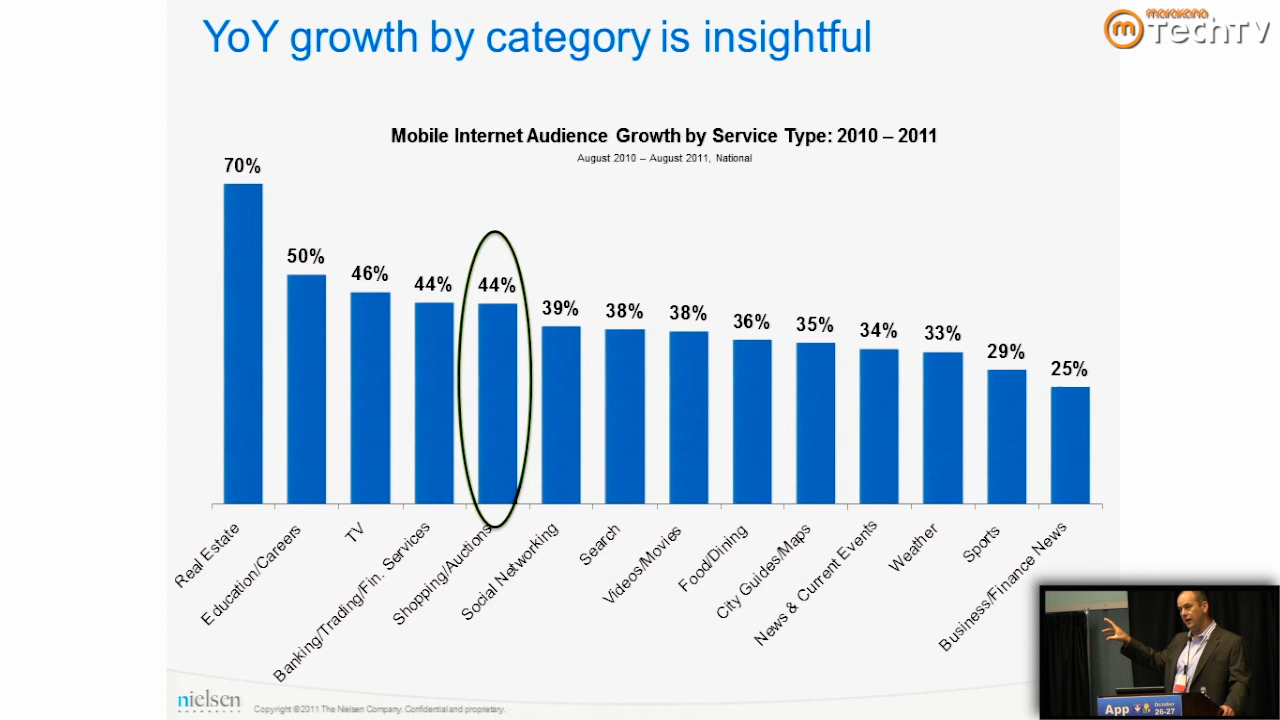 YoY growth by category is insightful
marakana
m TechTV
Mobile Internet Audience Growth by Service Type: 2010 – 2011
August 2010 – August 2011, National
70%
50%
46%
44%
44%
39%
38%
38%
36%
35%
34%
33%
29%
25%
Real Estate
Education/Careers
TV
Banking/Trading/Fin. Services
Shopping/Auctions
Social Networking
Search
Videos/Movies
Food/Dining
City Guides/Maps
News & Current Events
Weather
Sports
Business/Finance News
nielsen
Copyright ©2011 The Nielsen Company. Confidential and proprietary.
App
October
26-27